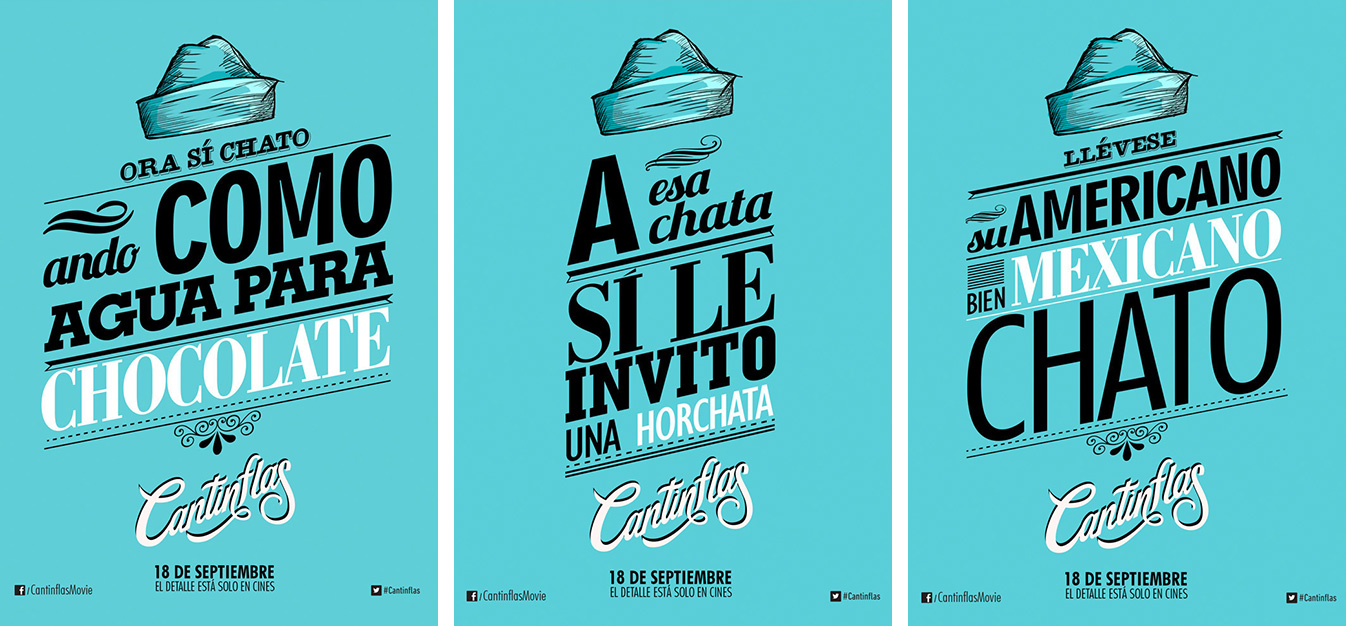 ORA SÍ CHATO
ando COMO
AGUA PARA
CHOCOLATE
Cantinflas
18 DE SEPTIEMBRE
EL DETALLE ESTÁ SOLO EN CINES
/CantinflasMovie
#Cantinflas
A esa
chata
SÍ LE
INVITO
UNA HORCHATA
Cantinflas
18 DE SEPTIEMBRE
EL DETALLE ESTÁ SOLO EN CINES
/CantinflasMovie
#Cantinflas
LLÉVESE
su AMERICANO
BIEN MEXICANO
CHATO
Cantinflas
18 DE SEPTIEMBRE
EL DETALLE ESTÁ SOLO EN CINES
/CantinflasMovie
#Cantinflas